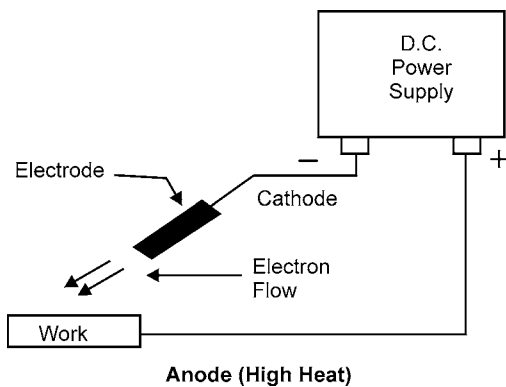 D.C.
Power
Supply
− +
Electrode
Cathode
Electron
Flow
Work
Anode (High Heat)